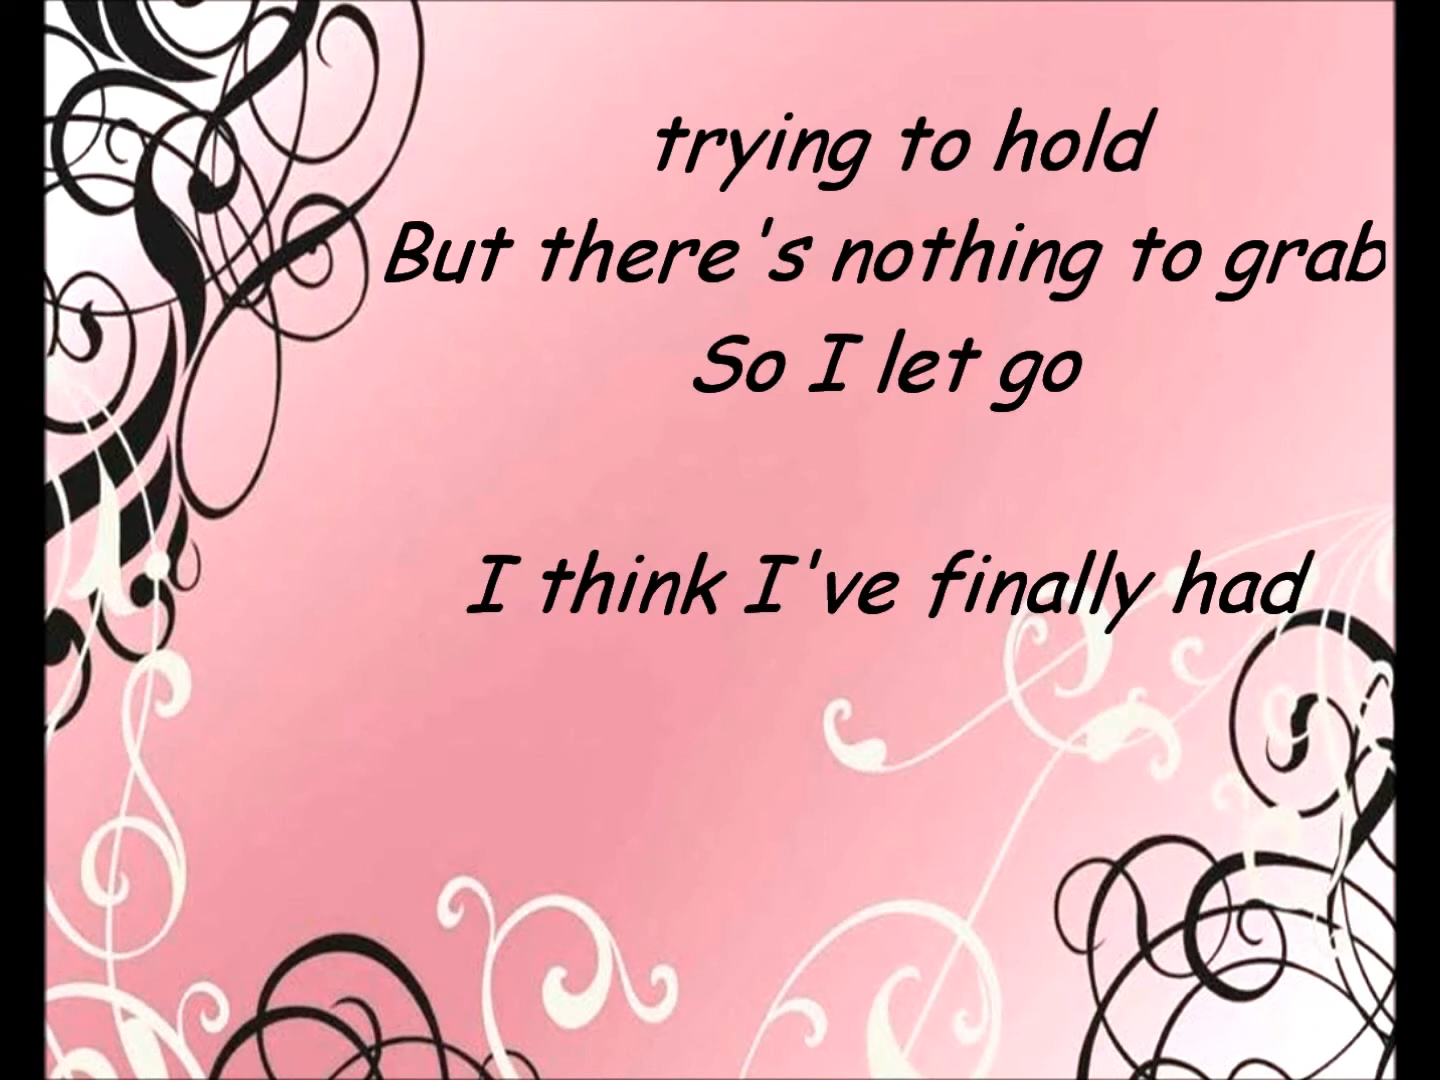 trying to hold
But there's nothing to grab
So I let go
I think I've finally had